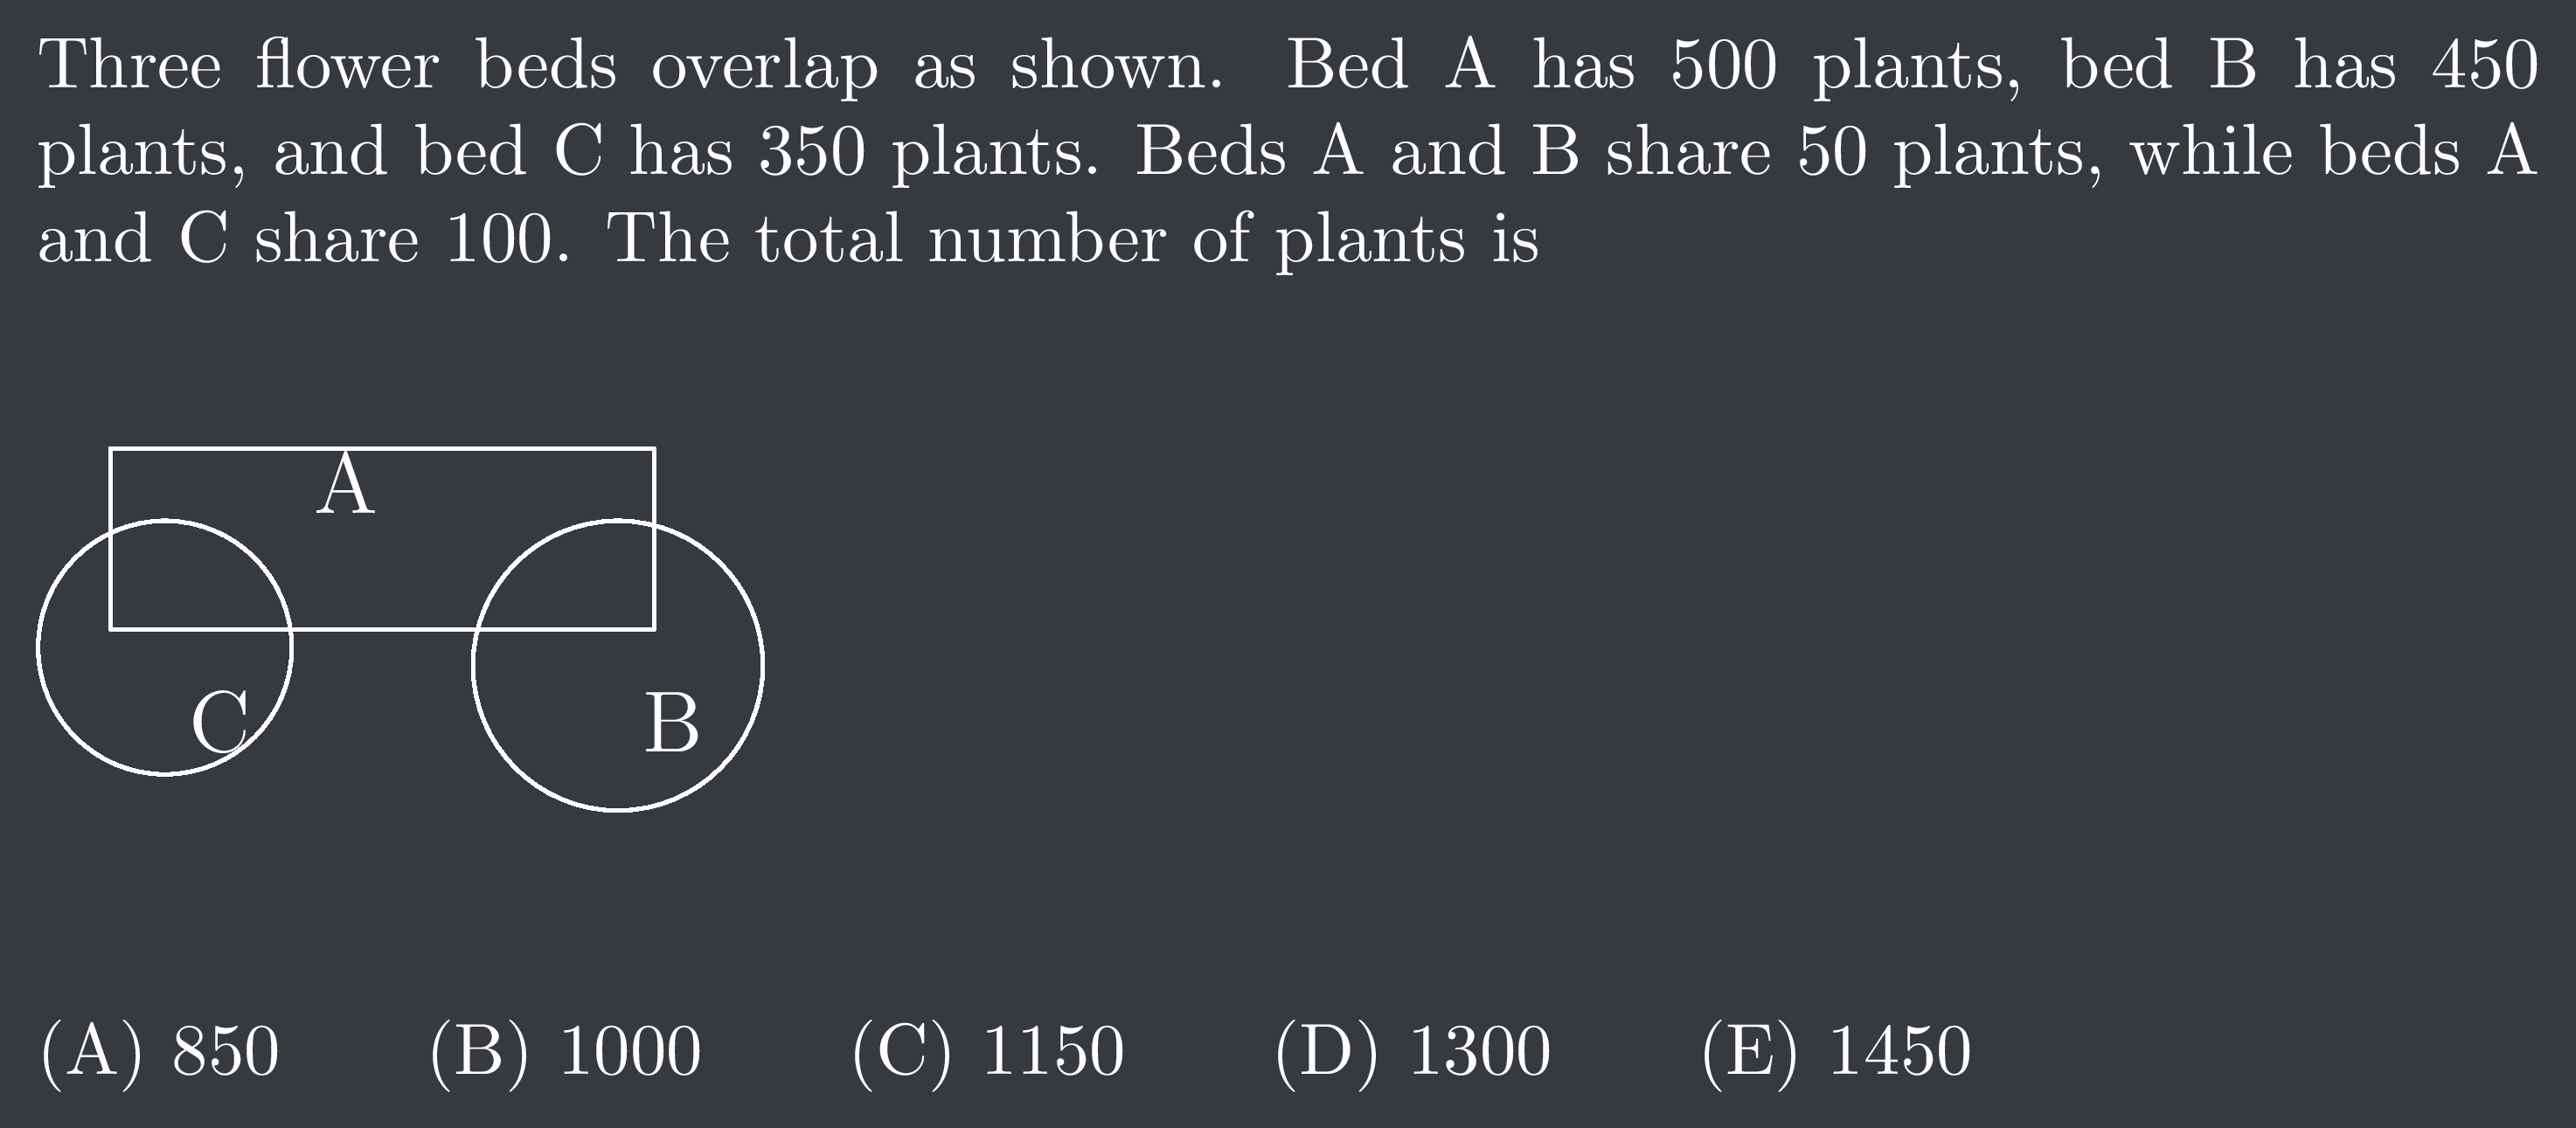 Three flower beds overlap as shown. Bed A has 500 plants, bed B has 450
plants, and bed C has 350 plants. Beds A and B share 50 plants, while beds A
and C share 100. The total number of plants is
A
C
B
(A) 850 (B) 1000 (C) 1150 (D) 1300 (E) 1450